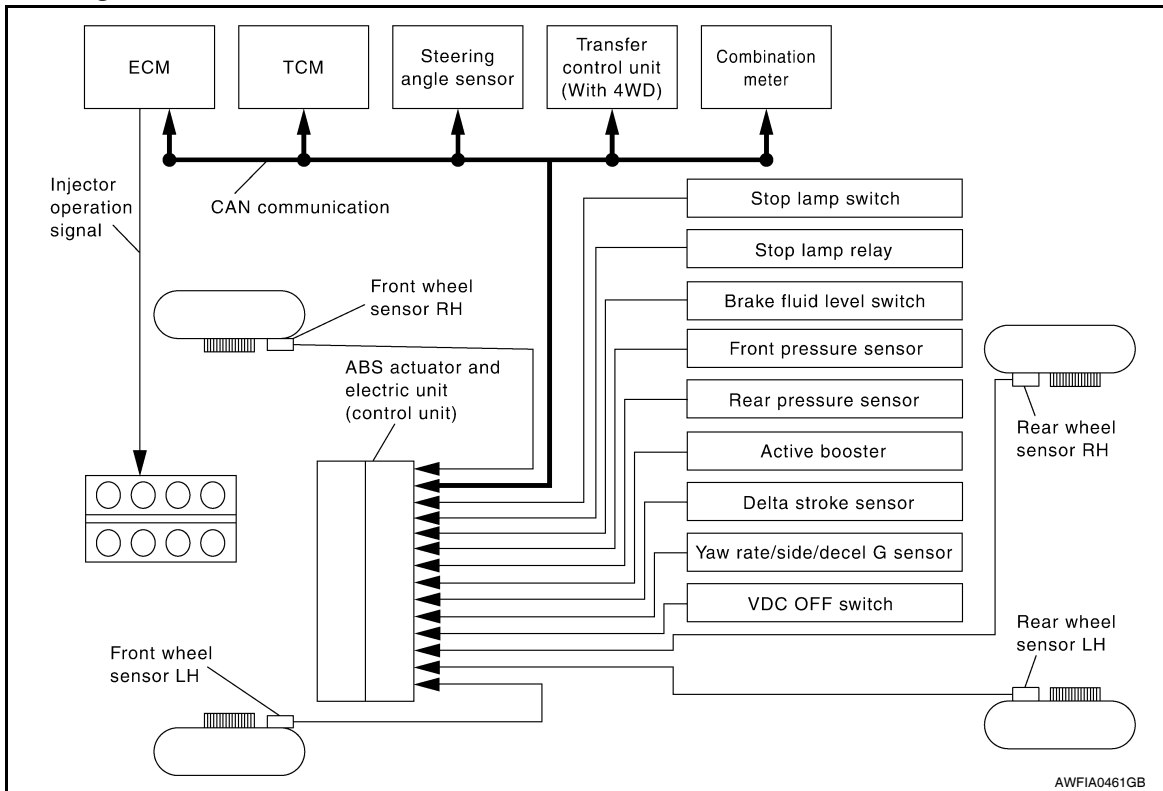 ECM
TCM
Steering
angle sensor
Transfer
control unit
(With 4WD)
Combination
meter
Injector
operation
signal
CAN communication
Stop lamp switch
Stop lamp relay
Brake fluid level switch
Front pressure sensor
Rear pressure sensor
Active booster
Delta stroke sensor
Yaw rate/side/decel G sensor
VDC OFF switch
Front wheel
sensor RH
ABS actuator and
electric unit
(control unit)
Rear wheel
sensor RH
Front wheel
sensor LH
Rear wheel
sensor LH
AWFIA0461GB